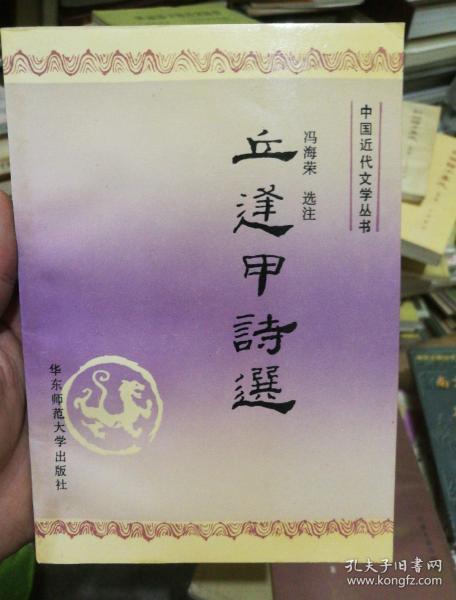 中国近代文学丛书
冯海荣 选注
丘逢甲詩選
华东师范大学出版社
孔夫子旧书网
www.kongfz.com